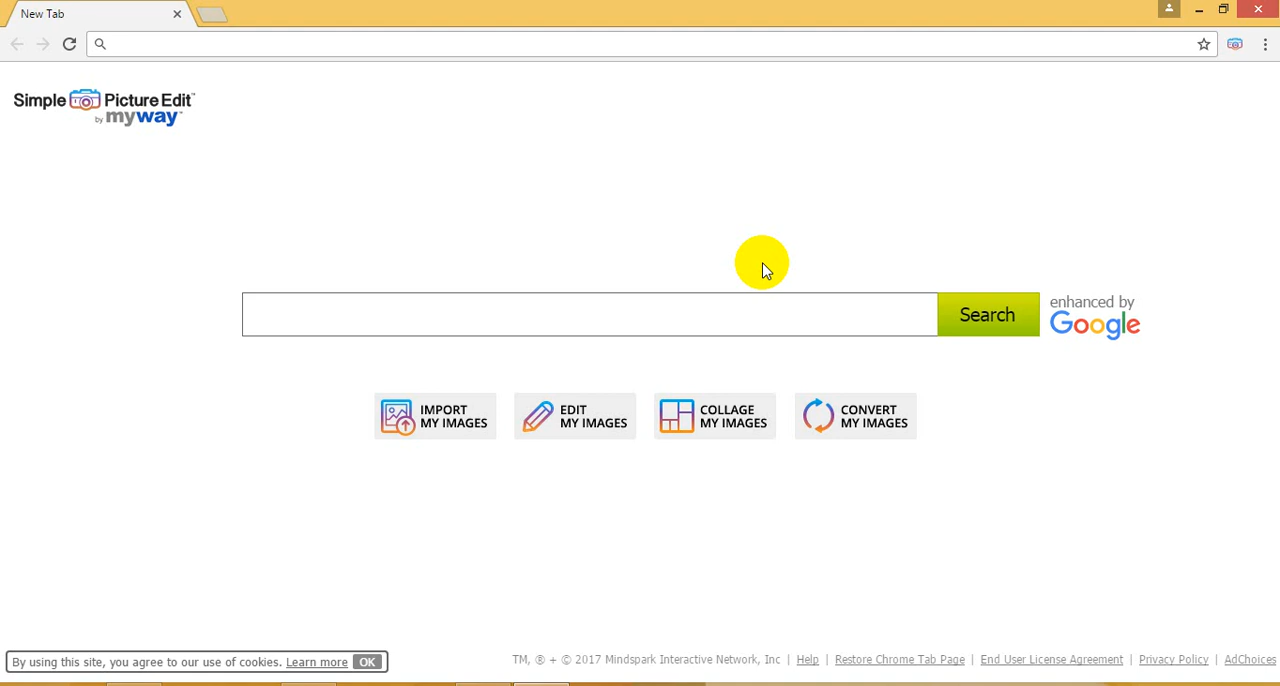 New Tab
Simple Picture Edit™
by myway™
Search
enhanced by
Google
IMPORT
MY IMAGES
EDIT
MY IMAGES
COLLAGE
MY IMAGES
CONVERT
MY IMAGES
By using this site, you agree to our use of cookies. Learn more OK
TM, ® + © 2017 Mindspark Interactive Network, Inc | Help | Restore Chrome Tab Page | End User License Agreement | Privacy Policy | AdChoices